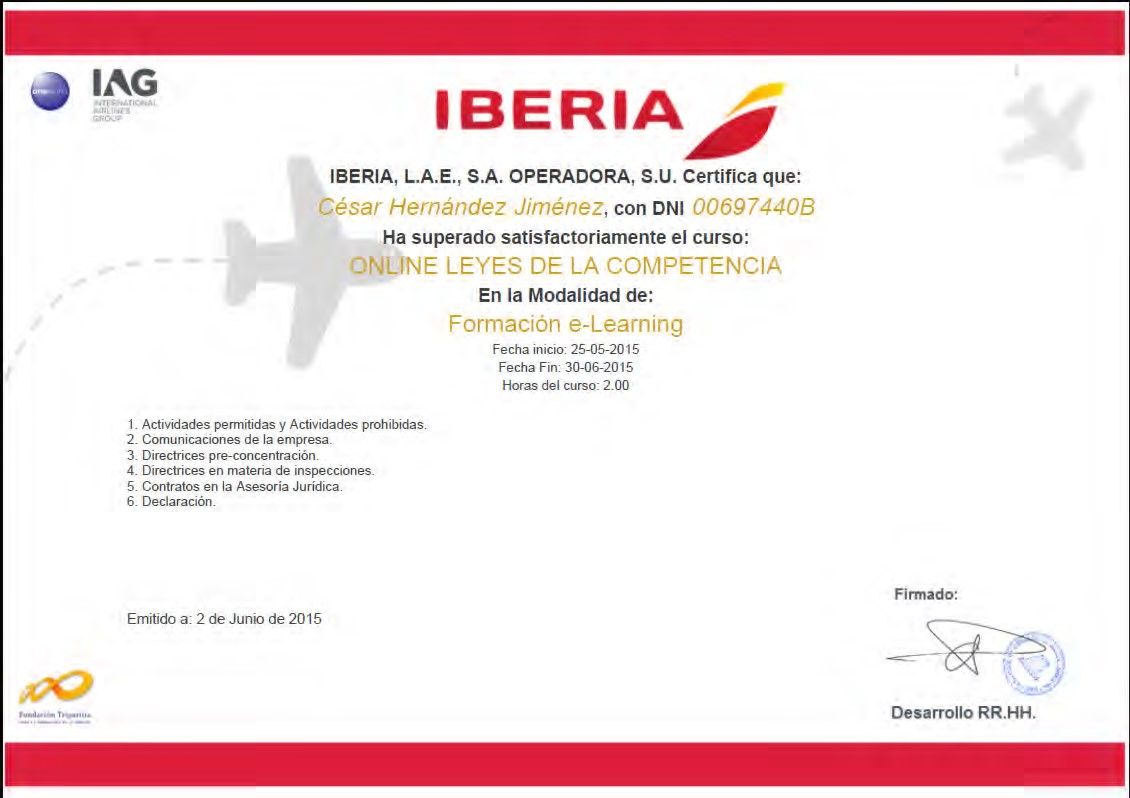 oneworld
IAG
INTERNATIONAL
AIRLINES
GROUP
IBERIA
IBERIA, L.A.E., S.A. OPERADORA, S.U. Certifica que:
César Hernández Jiménez, con DNI 00697440B
Ha superado satisfactoriamente el curso:
ONLINE LEYES DE LA COMPETENCIA
En la Modalidad de:
Formación e-Learning
Fecha inicio: 25-05-2015
Fecha Fin: 30-06-2015
Horas del curso: 2.00
1. Actividades permitidas y Actividades prohibidas.
2. Comunicaciones de la empresa.
3. Directrices pre-concentración.
4. Directrices en materia de inspecciones.
5. Contratos en la Asesoría Jurídica.
6. Declaración.
Emitido a: 2 de Junio de 2015
Firmado:
Desarrollo RR.HH.
Fundación Tripartita